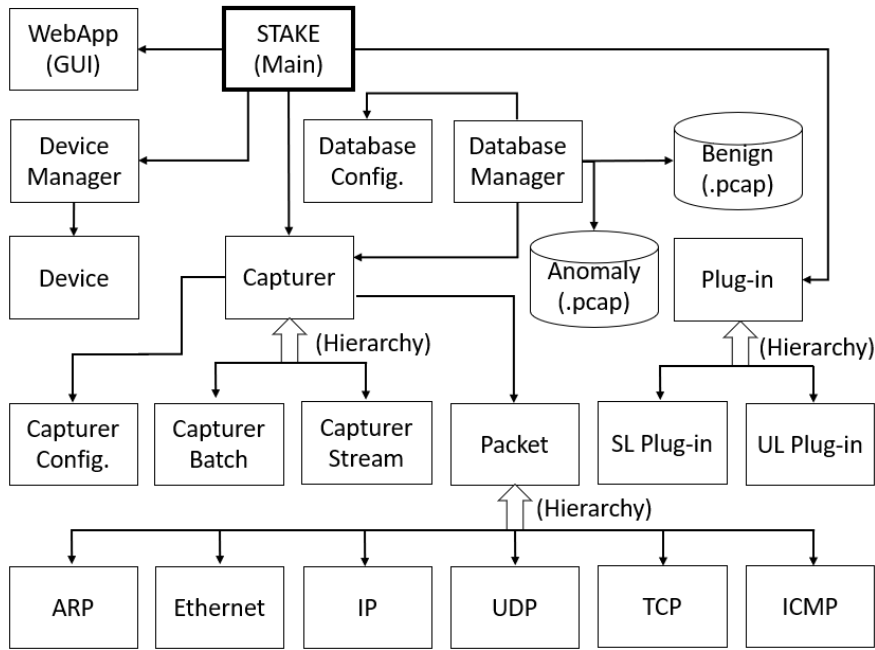 WebApp
(GUI)
STAKE
(Main)
Device
Manager
Database
Config.
Database
Manager
Benign
(.pcap)
Device
Capturer
Anomaly
(.pcap)
Plug-in
(Hierarchy)
(Hierarchy)
Capturer
Config.
Capturer
Batch
Capturer
Stream
Packet
SL Plug-in
UL Plug-in
(Hierarchy)
ARP
Ethernet
IP
UDP
TCP
ICMP